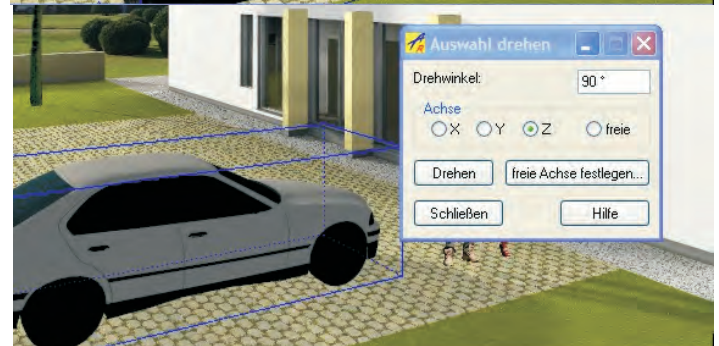 Auswahl drehen
Drehwinkel: 90 °
Achse
X Y Z freie
Drehen freie Achse festlegen...
Schließen Hilfe